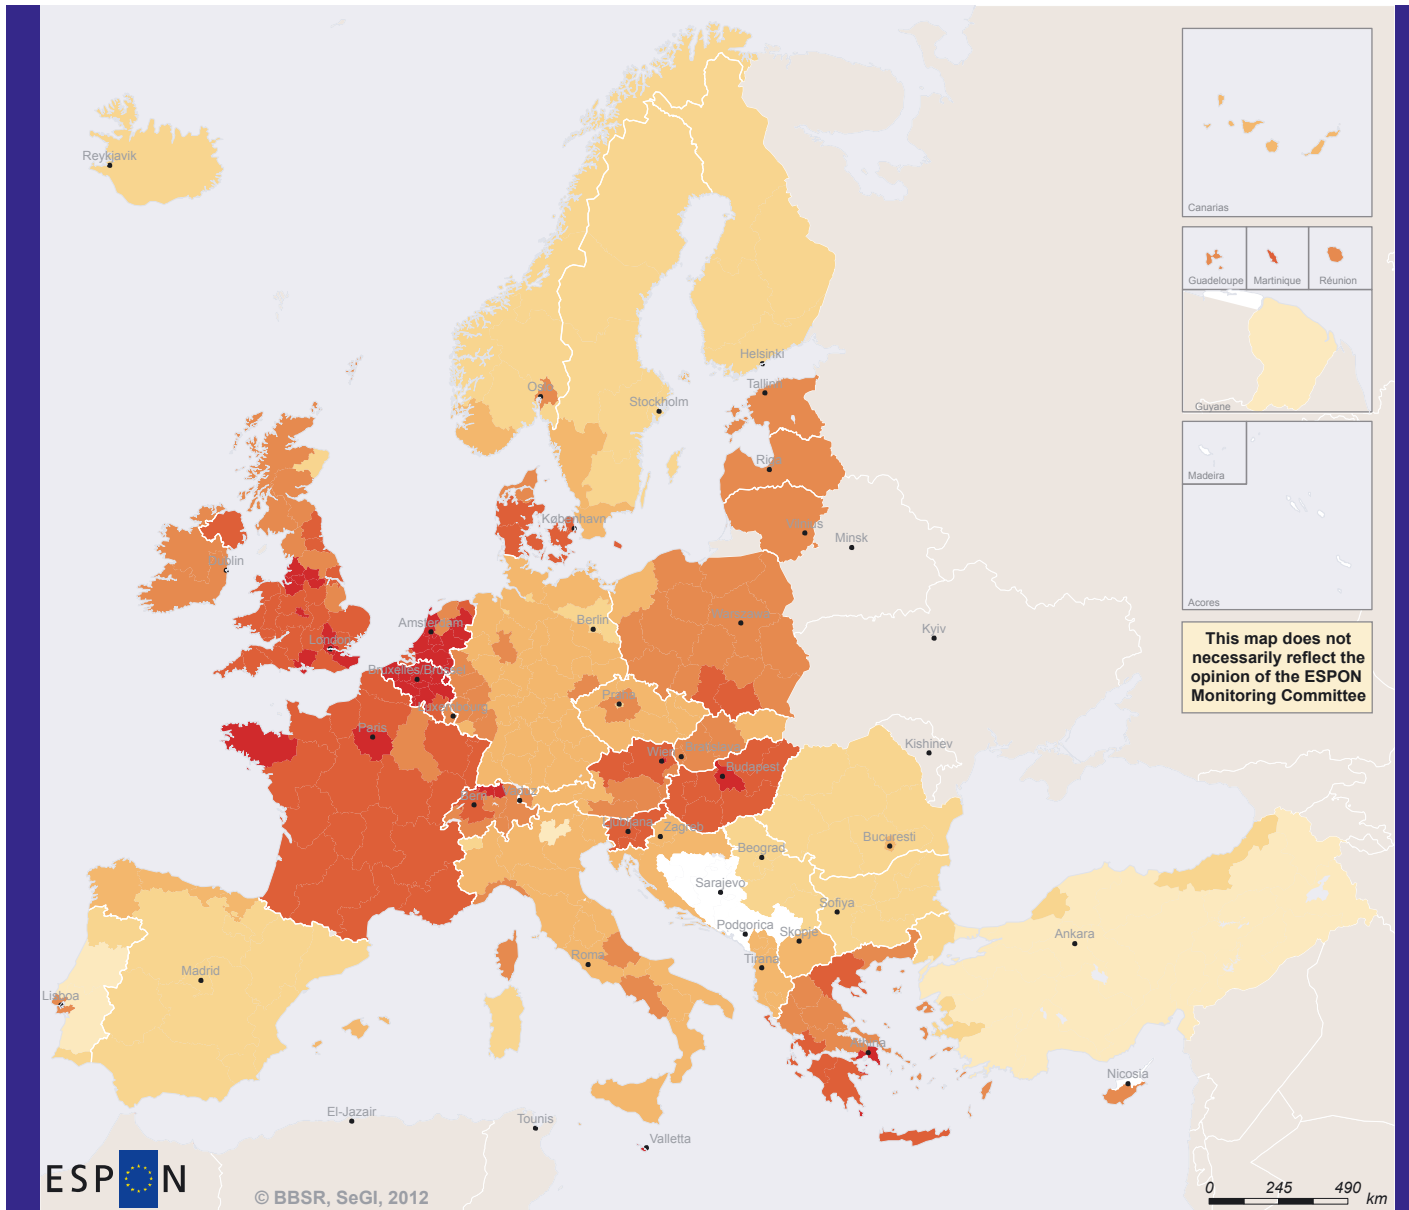 Reykjavik
Canarias
Guadeloupe
Martinique
Réunion
Guyane
Madeira
Acores
This map does not
necessarily reflect the
opinion of the ESPON
Monitoring Committee
Helsinki
Oslo
Tallinn
Stockholm
Riga
København
Vilnius
Minsk
Dublin
Amsterdam
Berlin
Warszawa
Kyiv
London
Bruxelles/Brussel
Praha
Luxembourg
Paris
Kishinev
Wien
Bratislava
Budapest
Bern
Vaduz
Ljubljana
Zagreb
Bucuresti
Beograd
Sarajevo
Sofiya
Podgorica
Skopje
Ankara
Roma
Tirana
Madrid
Lisboa
Athina
Nicosia
El-Jazair
Tounis
Valletta
ESPON
© BBSR, SeGI, 2012
0 245 490 km